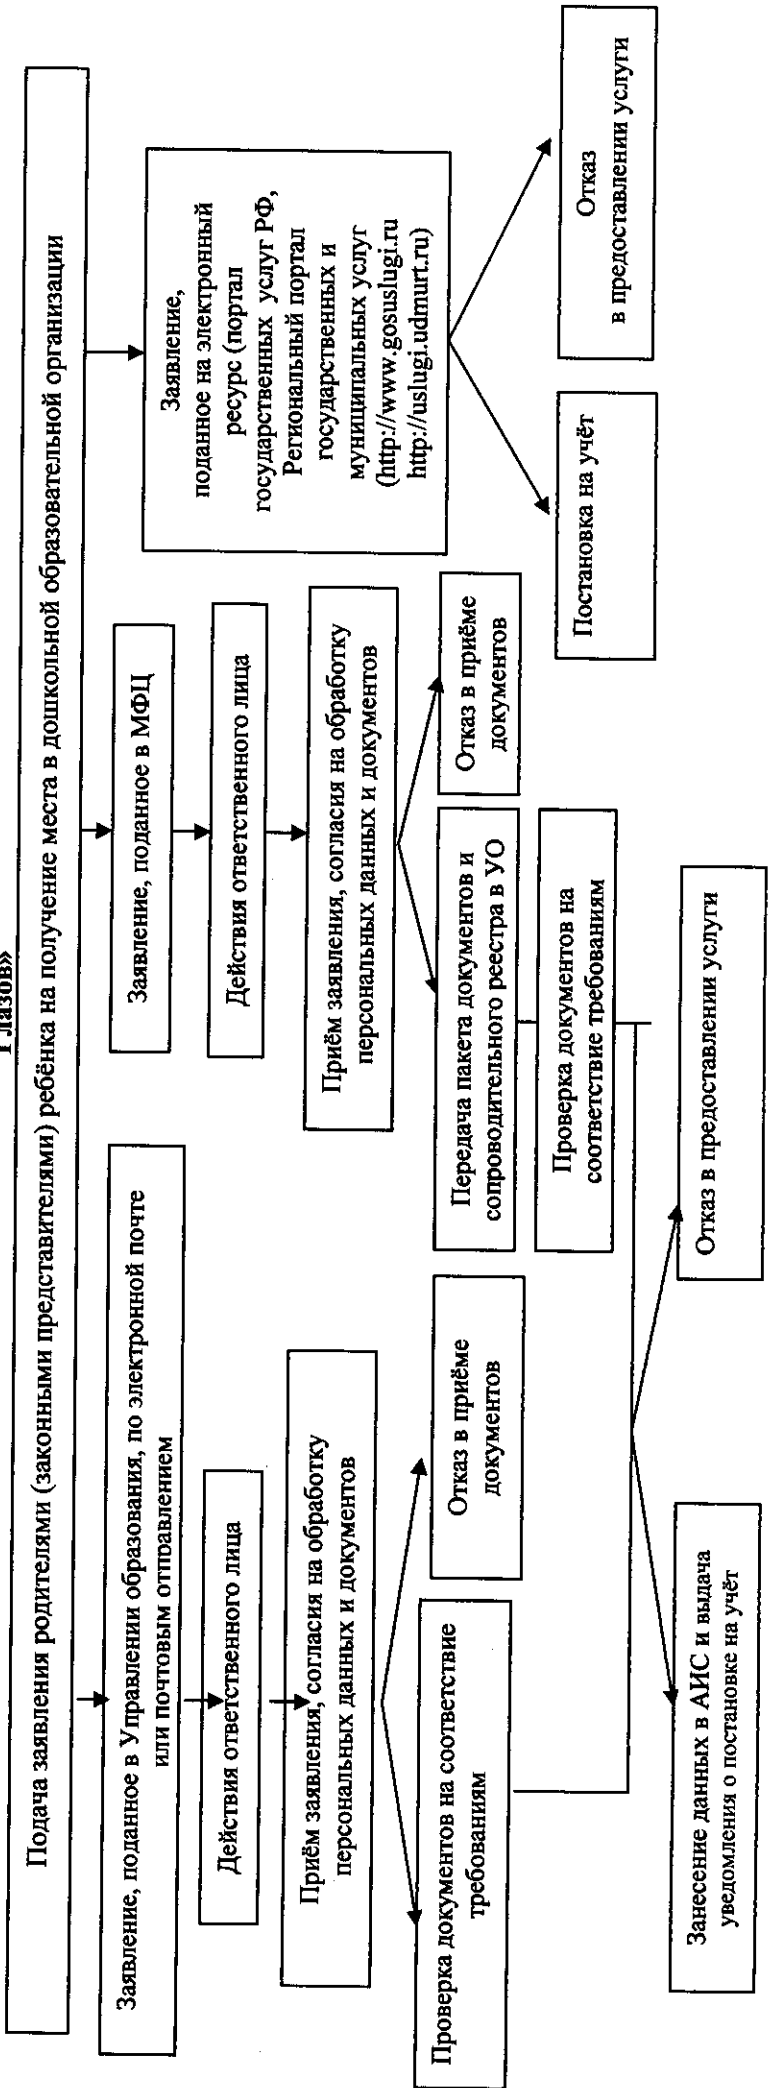 Глазов»
Подача заявления родителями (законными представителями) ребёнка на получение места в дошкольной образовательной организации
Заявление, поданное в Управлении образования, по электронной почте
или почтовым отправлением
Действия ответственного лица
Приём заявления, согласия на обработку
персональных данных и документов
Проверка документов на соответствие
требованиям
Отказ в приёме
документов
Заявление, поданное в МФЦ
Действия ответственного лица
Приём заявления, согласия на обработку
персональных данных и документов
Передача пакета документов и
сопроводительного реестра в УО
Отказ в приёме
документов
Проверка документов на
соответствие требованиям
Занесение данных в АИС и выдача
уведомления о постановке на учёт
Отказ в предоставлении услуги
Заявление,
поданное на электронный
ресурс (портал
государственных услуг РФ,
Региональный портал
государственных и
муниципальных услуг
(http://www.gosuslugi.ru
http://uslugi.udmurt.ru)
Постановка на учёт
Отказ
в предоставлении услуги